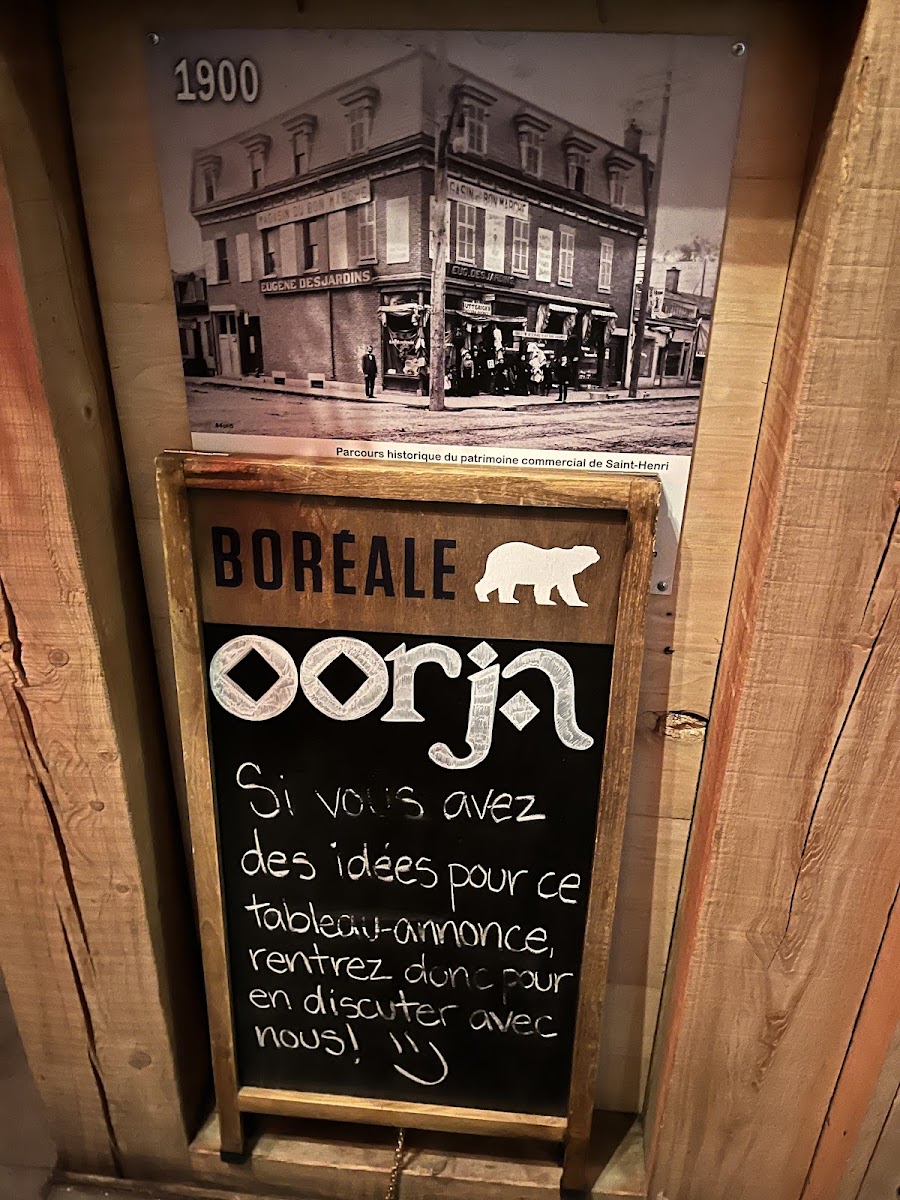 1900
MAGASIN DU BON MARCHÉ
GASIN DU BON MARCHÉ
EUGENE DESJARDINS
EUG. DESJARDINS
Parcours historique du patrimoine commercial de Saint-Henri
BORÉALE
oorja
Si vous avez
des idées pour ce
tableau-annonce,
rentrez donc pour
en discuter avec
nous!